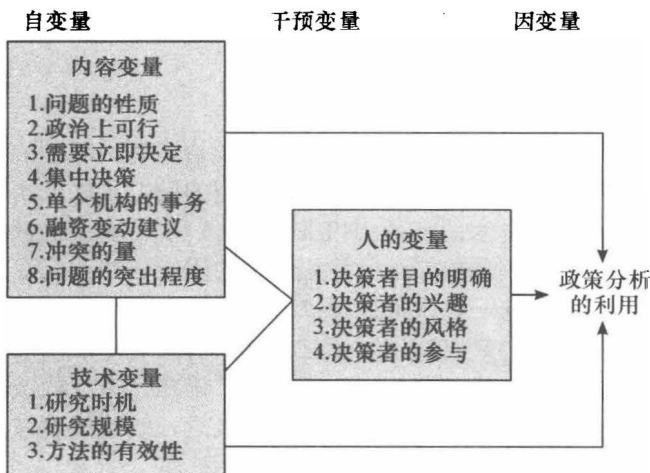 自变量 干预变量 因变量
内容变量
1.问题的性质
2.政治上可行
3.需要立即决定
4.集中决策
5.单个机构的事务
6.融资变动建议
7.冲突的量
8.问题的突出程度
人的变量
1.决策者目的明确
2.决策者的兴趣
3.决策者的风格
4.决策者的参与
政策分析
的利用
技术变量
1.研究时机
2.研究规模
3.方法的有效性